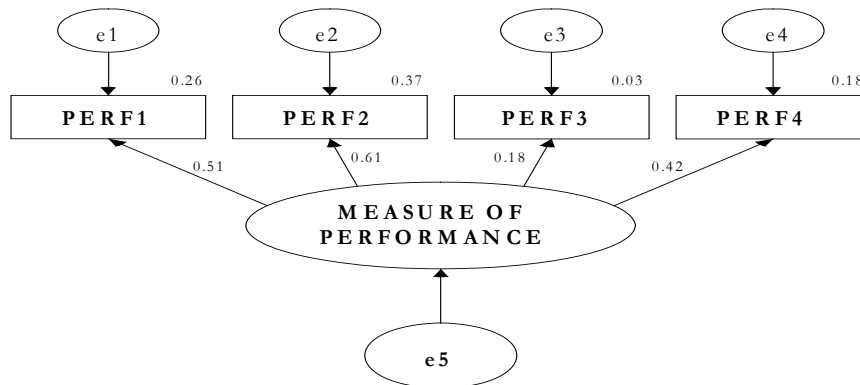 e1
e2
e3
e4
0.26
0.37
0.03
0.18
PERF1
PERF2
PERF3
PERF4
0.51
0.61
0.18
0.42
MEASURE OF
PERFORMANCE
e5